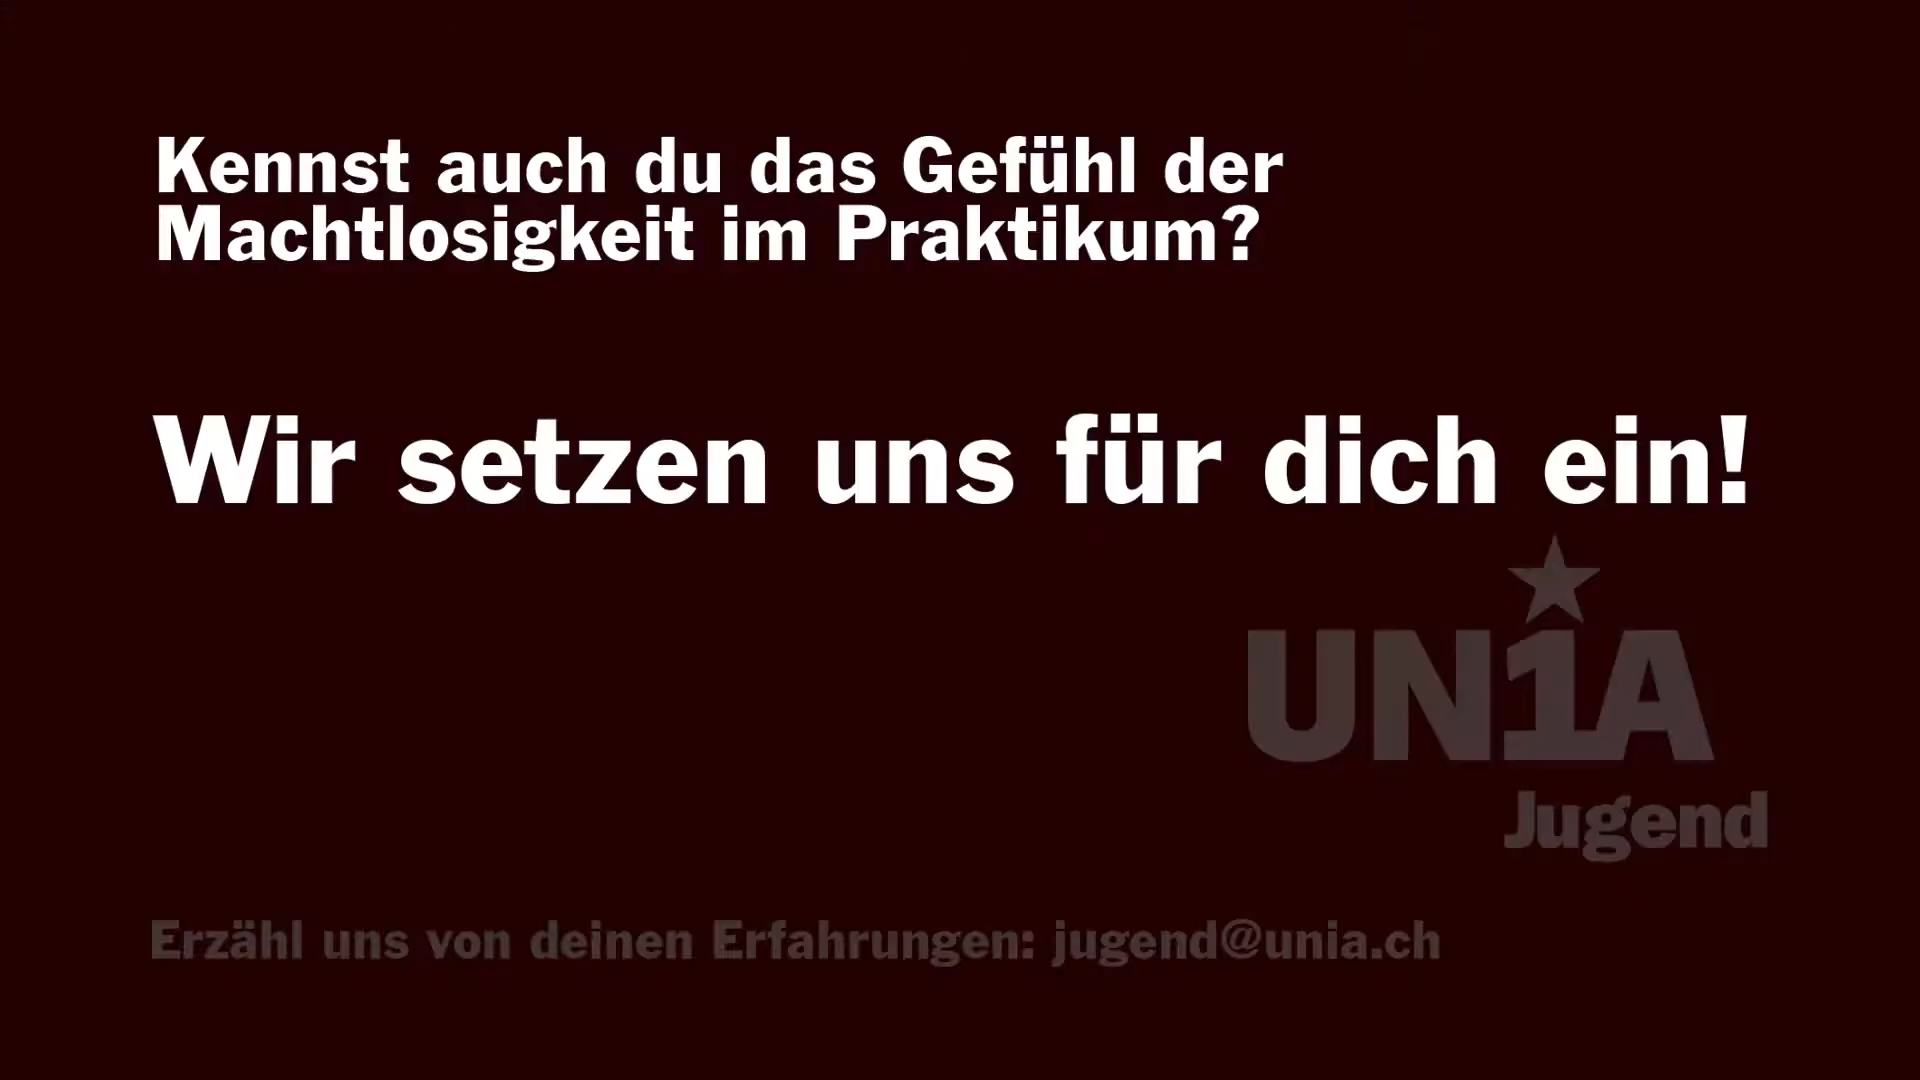 Kennst auch du das Gefühl der
Machtlosigkeit im Praktikum?
Wir setzen uns für dich ein!
UN1A
Jugend
Erzähl uns von deinen Erfahrungen: jugend@unia.ch